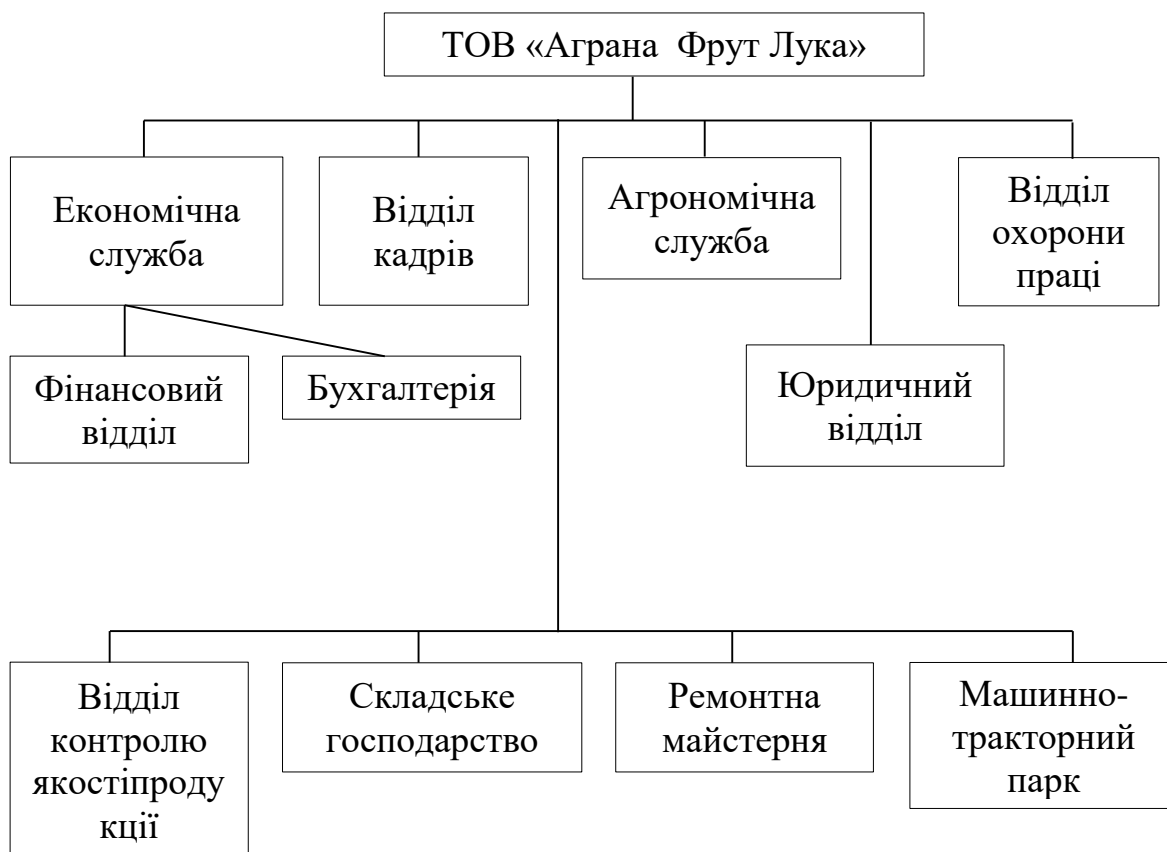 ТОВ «Аграна Фрут Лука»
Економічна
служба
Відділ
кадрів
Агрономічна
служба
Відділ
охорони
праці
Фінансовий
відділ
Бухгалтерія
Юридичний
відділ
Відділ
контролю
якостіпроду
кції
Складське
господарство
Ремонтна
майстерня
Машинно-
тракторний
парк